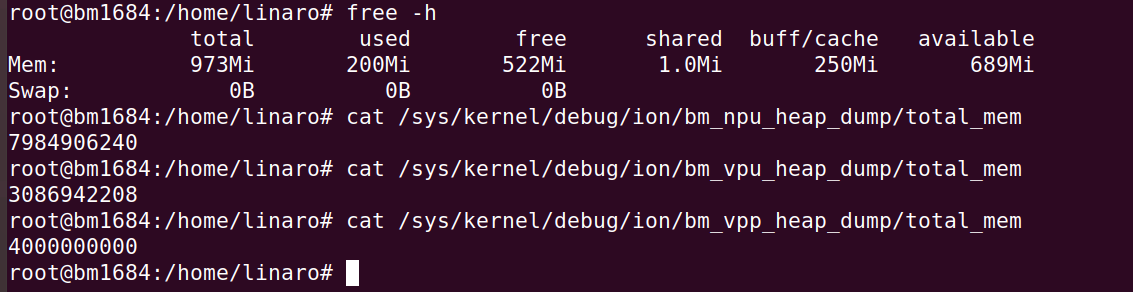 root@bm1684:/home/linaro# free -h
              total        used        free      shared  buff/cache   available
Mem:          973Mi       200Mi       522Mi       1.0Mi       250Mi       689Mi
Swap:            0B          0B          0B
root@bm1684:/home/linaro# cat /sys/kernel/debug/ion/bm_npu_heap_dump/total_mem
7984906240
root@bm1684:/home/linaro# cat /sys/kernel/debug/ion/bm_vpu_heap_dump/total_mem
3086942208
root@bm1684:/home/linaro# cat /sys/kernel/debug/ion/bm_vpp_heap_dump/total_mem
4000000000
root@bm1684:/home/linaro#